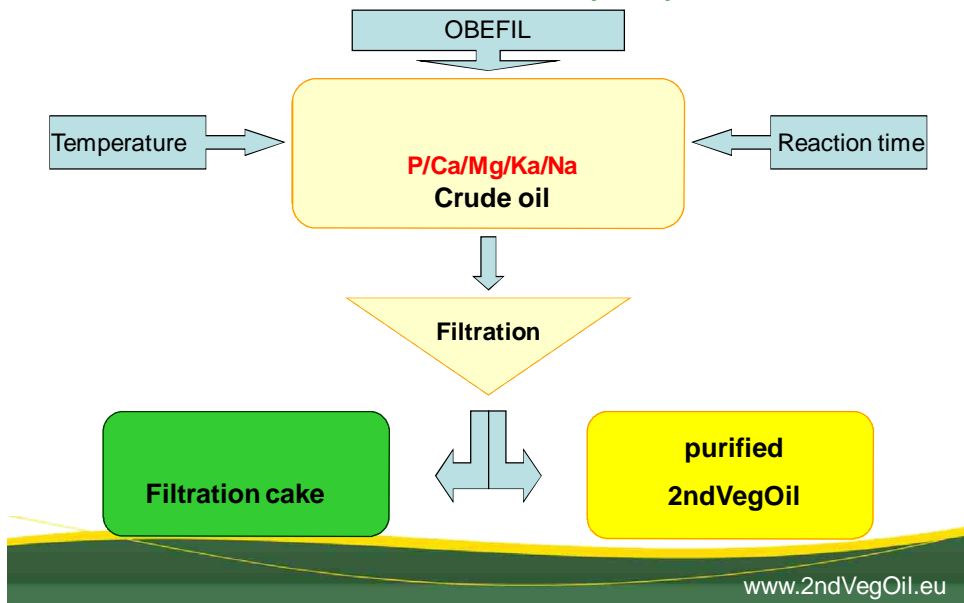 OBEFIL
Temperature
Reaction time
P/Ca/Mg/Ka/Na
Crude oil
Filtration
Filtration cake
purified
2ndVegOil
www.2ndVegOil.eu